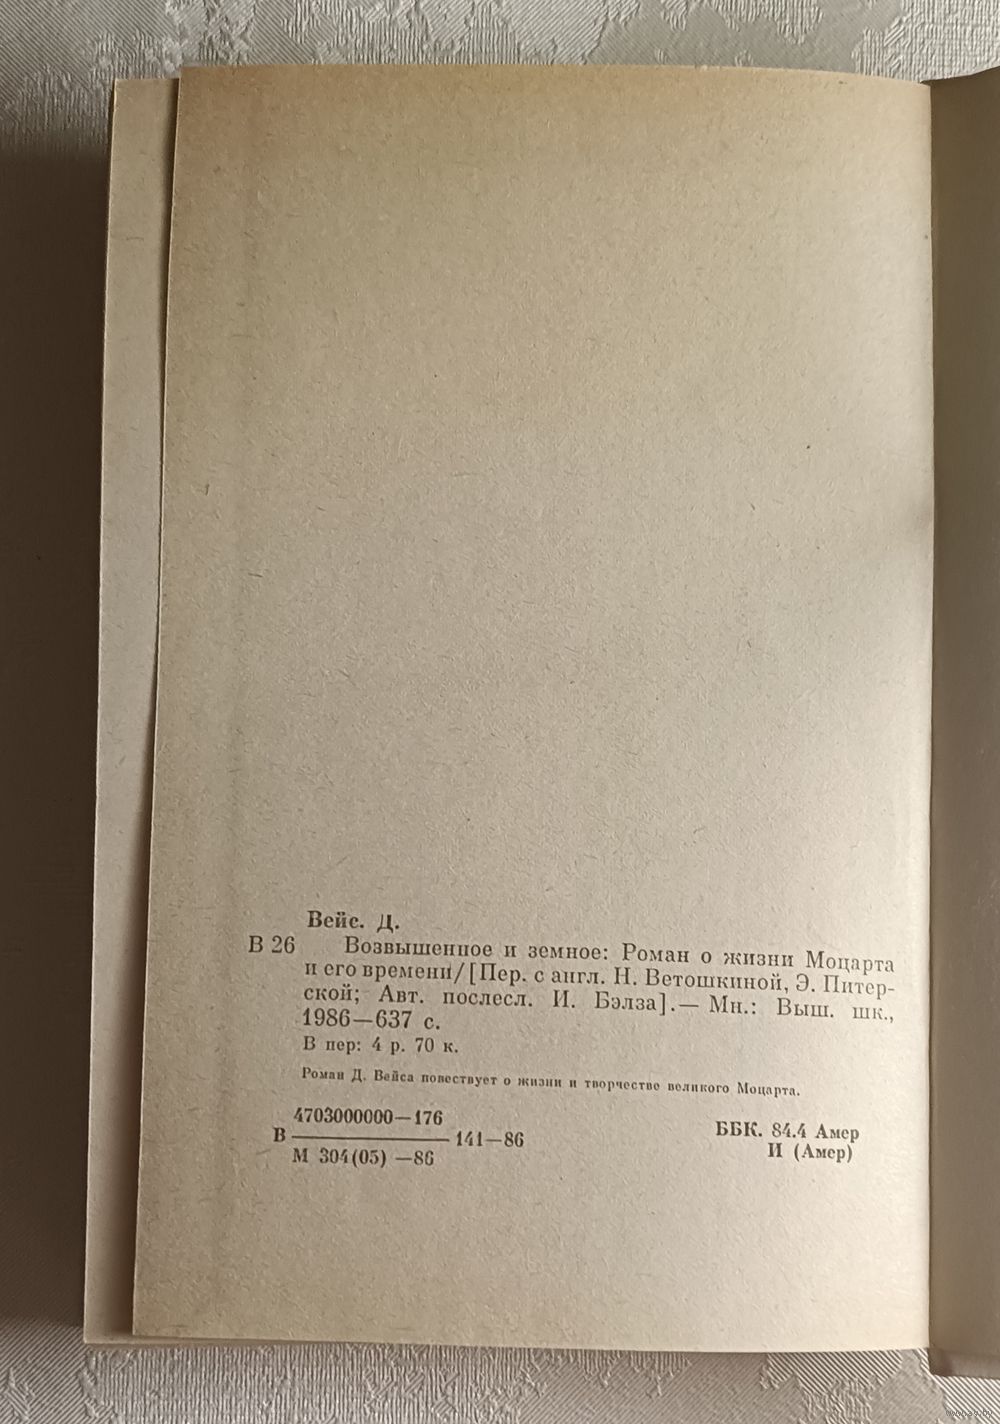 Вейс. Д.
В 26 Возвышенное и земное: Роман о жизни Моцарта
и его времени/[Пер. с англ. Н. Ветошкиной, Э. Питер-
ской; Авт. послесл. И. Бэлза].— Мн.: Выш. шк.,
1986—637 с.
В пер: 4 р. 70 к.
Роман Д. Вейса повествует о жизни и творчестве великого Моцарта.
4703000000—176
В 141—86
М 304(05) —86
ББК. 84.4 Амер
И (Амер)